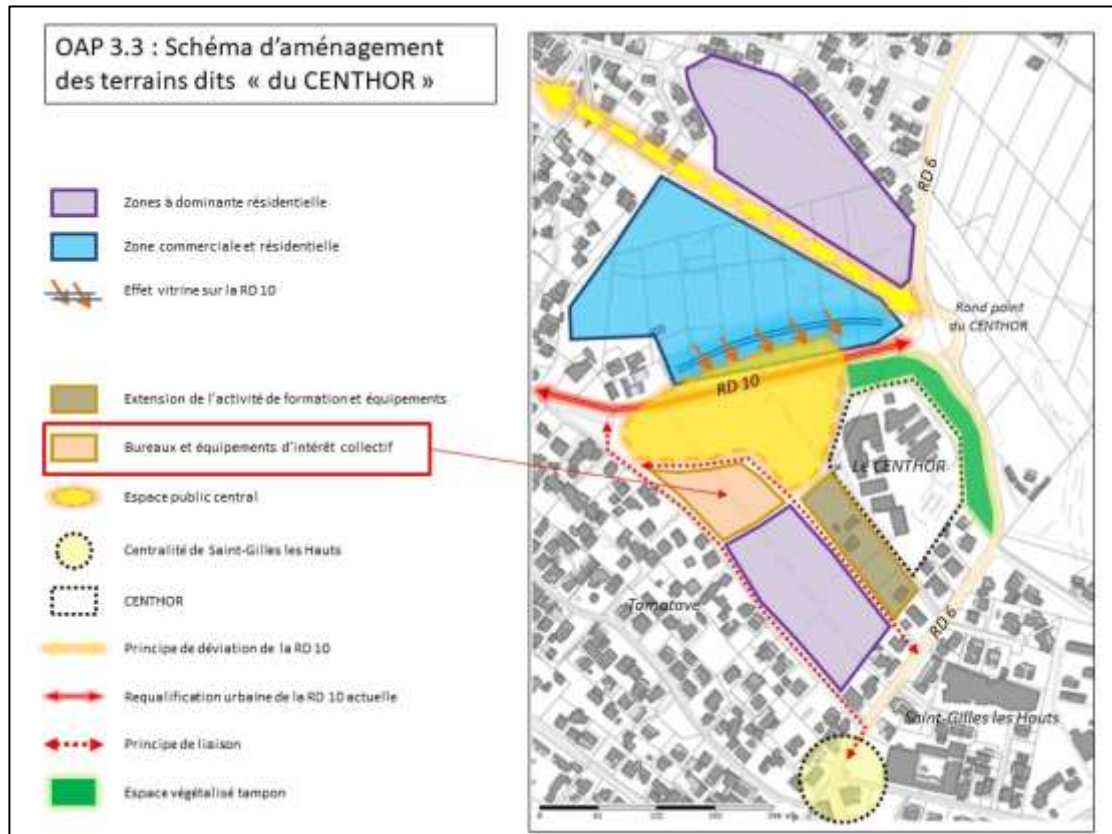 OAP 3.3 : Schéma d'aménagement
des terrains dits « du CENTHOR »
Zones à dominante résidentielle
Zone commerciale et résidentielle
Effet vitrine sur la RD 10
Extension de l'activité de formation et équipements
Bureaux et équipements d'intérêt collectif
Espace public central
Centralité de Saint-Gilles les Hauts
CENTHOR
Principe de déviation de la RD 10
Requalification urbaine de la RD 10 actuelle
Principe de liaison
Espace végétalisé tampon
RD 6
Rond point
du CENTHOR
RD 10
Le CENTHOR
Tamatave
RD 6
Saint-Gilles les Hauts
0